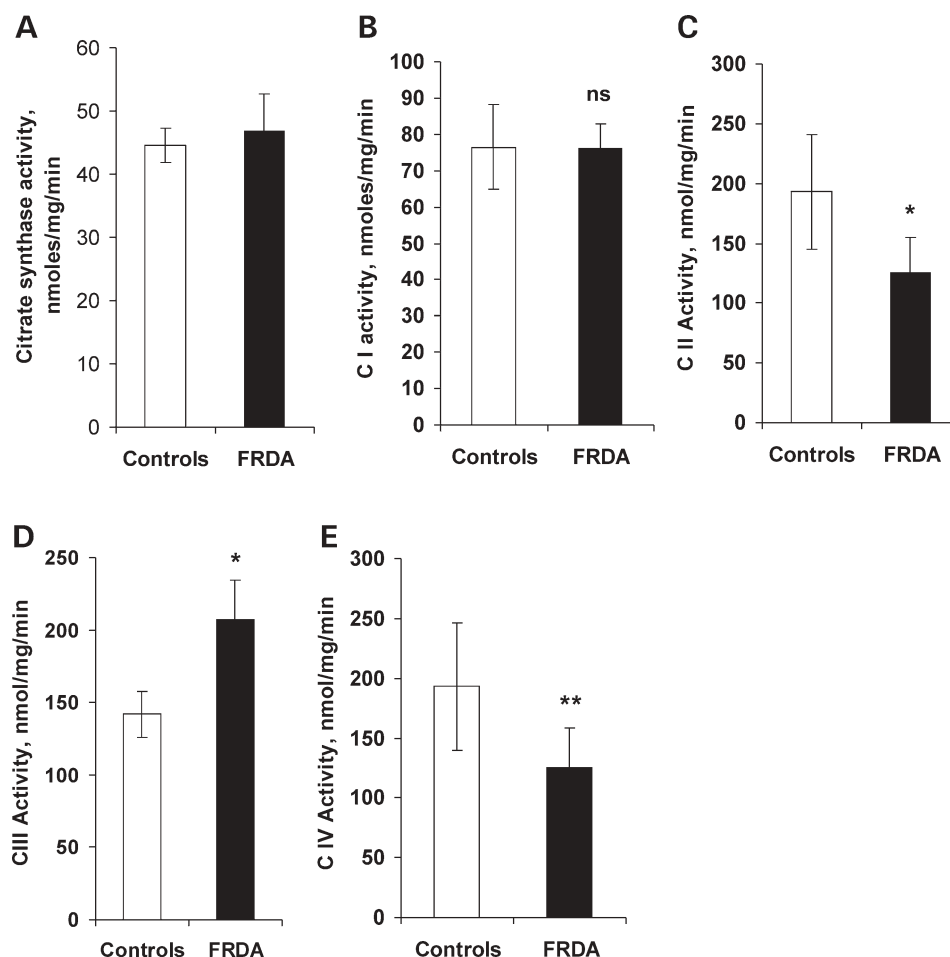 A
Citrate synthase activity,
nmoles/mg/min
60
50
40
30
20
10
0
Controls FRDA
B
C I activity, nmoles/mg/min
100
90
80
70
60
50
40
30
20
10
0
ns
Controls FRDA
C
C II Activity, nmol/mg/min
300
250
200
150
100
50
0
*
Controls FRDA
D
CIII Activity, nmol/mg/min
250
200
150
100
50
0
*
Controls FRDA
E
C IV Activity, nmol/mg/min
300
250
200
150
100
50
0
**
Controls FRDA